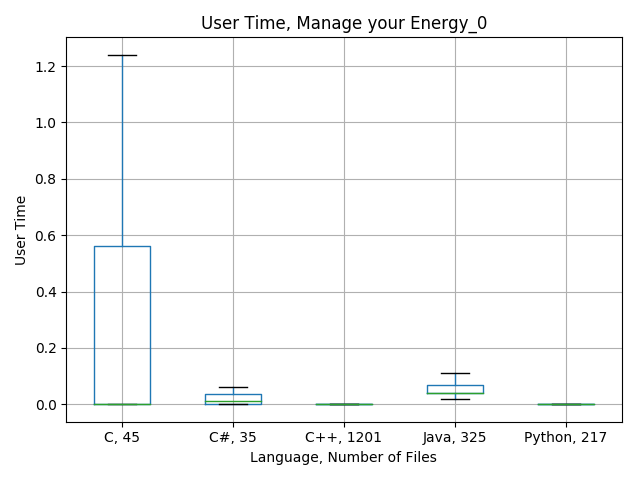 User Time, Manage your Energy_0
1.2
1.0
0.8
0.6
0.4
0.2
0.0
User Time
C, 45 C#, 35 C++, 1201 Java, 325 Python, 217
Language, Number of Files